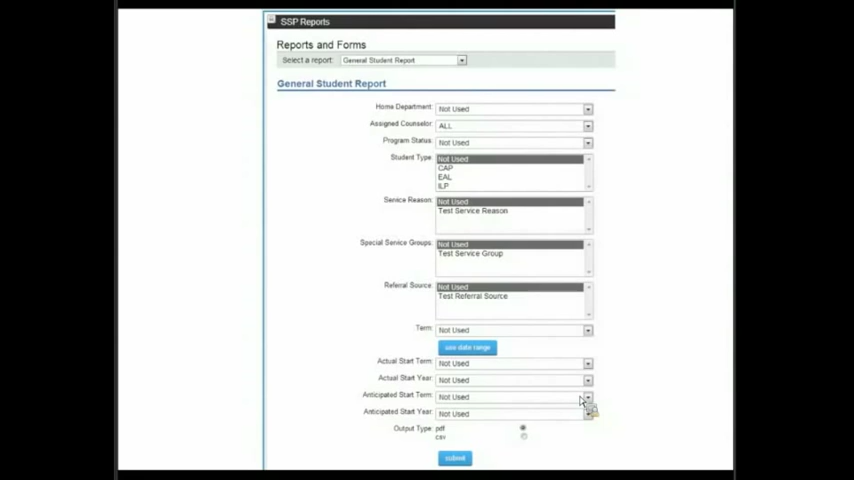 SSP Reports
Reports and Forms
Select a report: General Student Report
General Student Report
Home Department: Not Used
Assigned Counselor: ALL
Program Status: Not Used
Student Type: Not Used
CAP
EAL
ILP
Service Reason: Not Used
Test Service Reason
Special Service Groups: Not Used
Test Service Group
Referral Source: Not Used
Test Referral Source
Term: Not Used
use date range
Actual Start Term: Not Used
Actual Start Year: Not Used
Anticipated Start Term: Not Used
Anticipated Start Year: Not Used
Output Type: pdf
csv
submit